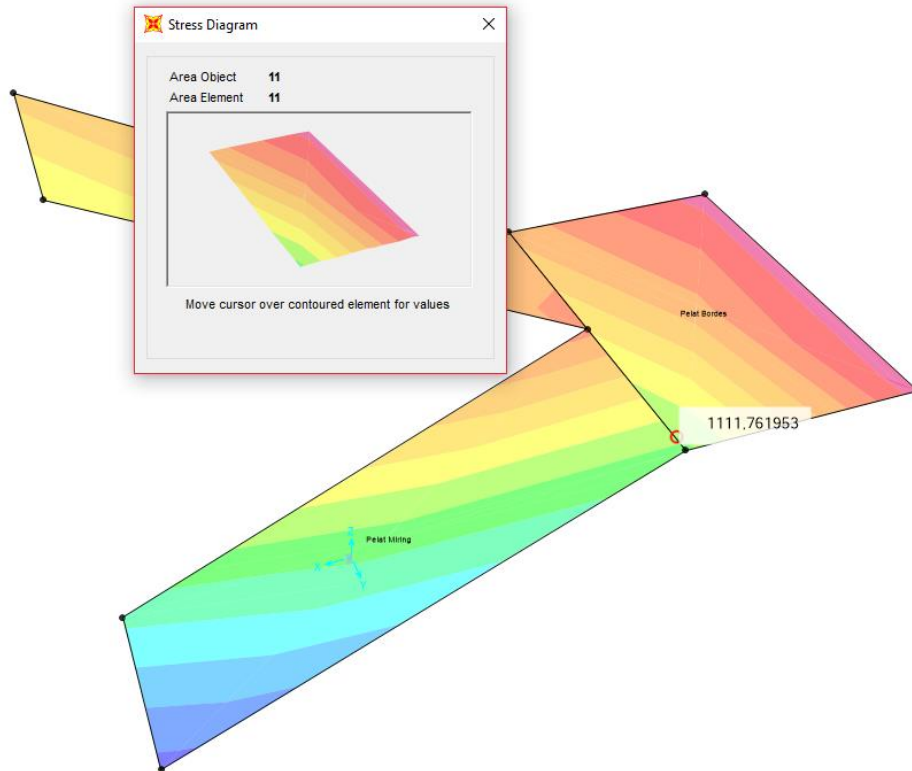 Stress Diagram
Area Object 11
Area Element 11
Move cursor over contoured element for values
Pelat Bordes
1111,761953
Pelat Miring
Z
X
Y